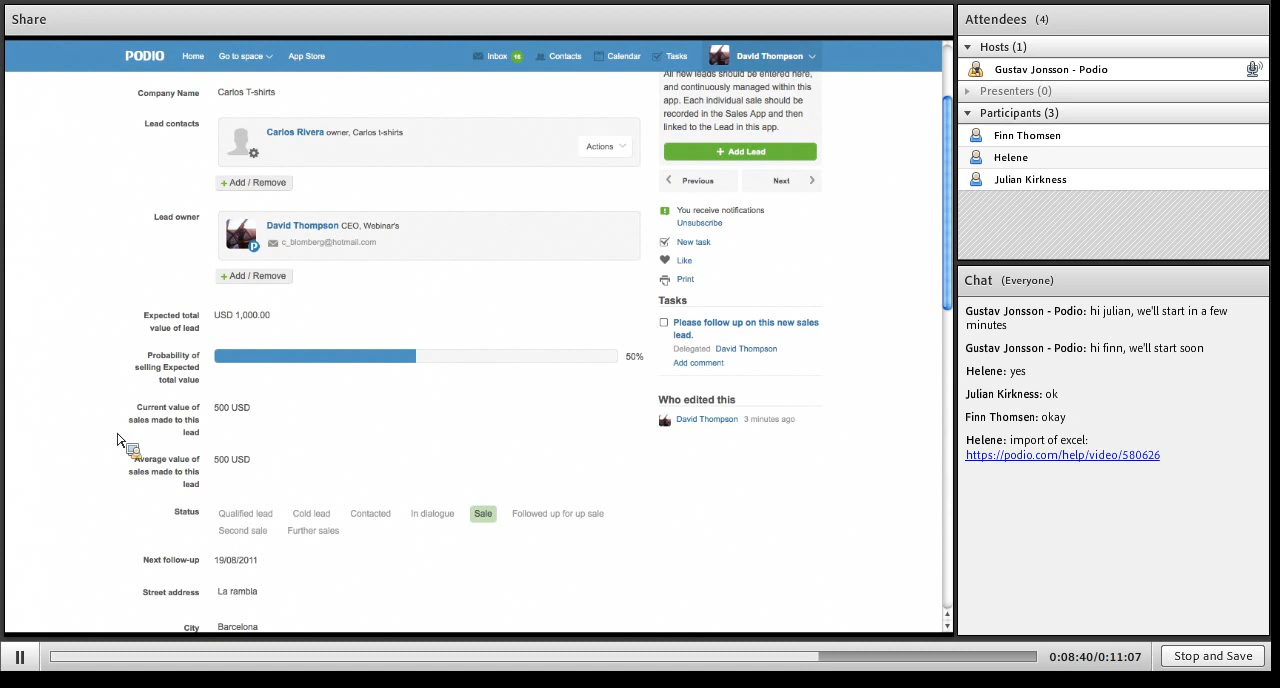 Share
PODIO Home Go to space App Store Inbox 16 Contacts Calendar Tasks David Thompson
Company Name Carlos T-shirts
Lead contacts
Carlos Rivera owner, Carlos t-shirts
Actions
+ Add / Remove
Lead owner
David Thompson CEO, Webinar's
c_blomberg@hotmail.com
+ Add / Remove
Expected total
value of lead
USD 1,000.00
Probability of
selling Expected
total value
50%
Current value of
sales made to this
lead
500 USD
Average value of
sales made to this
lead
500 USD
Status
Qualified lead Cold lead Contacted In dialogue Sale Followed up for up sale
Second sale Further sales
Next follow-up 19/08/2011
Street address La rambla
City Barcelona
All new leads should be entered here,
and continuously managed within this
app. Each individual sale should be
recorded in the Sales App and then
linked to the Lead in this app.
+ Add Lead
Previous Next
You receive notifications
Unsubscribe
New task
Like
Print
Tasks
Please follow up on this new sales
lead.
Delegated David Thompson
Add comment
Who edited this
David Thompson 3 minutes ago
Attendees (4)
Hosts (1)
Gustav Jonsson - Podio
Presenters (0)
Participants (3)
Finn Thomsen
Helene
Julian Kirkness
Chat (Everyone)
Gustav Jonsson - Podio: hi julian, we'll start in a few
minutes
Gustav Jonsson - Podio: hi finn, we'll start soon
Helene: yes
Julian Kirkness: ok
Finn Thomsen: okay
Helene: import of excel:
https://podio.com/help/video/580626
0:08:40/0:11:07
Stop and Save